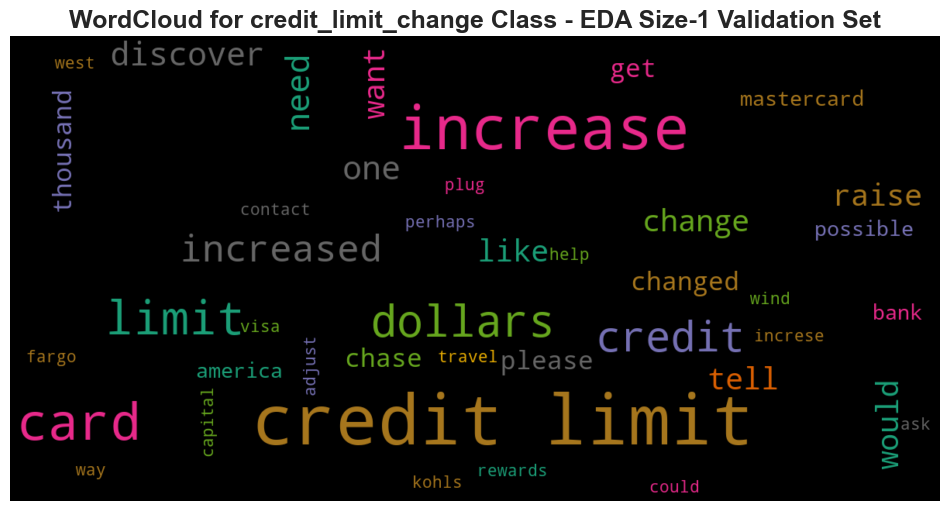 WordCloud for credit_limit_change Class - EDA Size-1 Validation Set
west
discover
need
want
get
mastercard
thousand
increase
one
plug
raise
contact
perhaps
change
possible
increased
like
help
changed
wind
limit
visa
dollars
credit
bank
increse
fargo
america
adjust
chase
travel
please
tell
card
capital
credit limit
would
ask
way
kohls
rewards
could